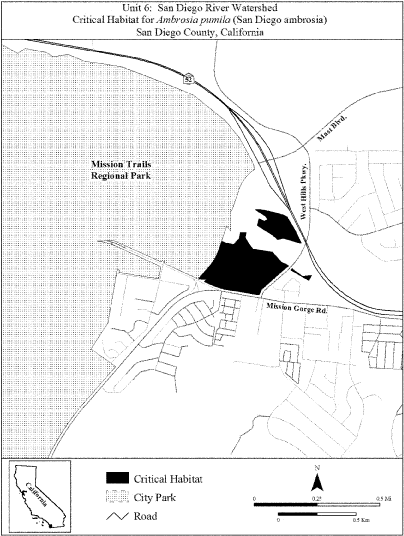 Unit 6: San Diego River Watershed
Critical Habitat for Ambrosia pumila (San Diego ambrosia)
San Diego County, California
52
Mast Blvd.
Mission Trails
Regional Park
West Hills Pkwy.
Mission Gorge Rd.
California
Critical Habitat
City Park
Road
N
0 0.25 0.5 Mi
0 0.5 Km